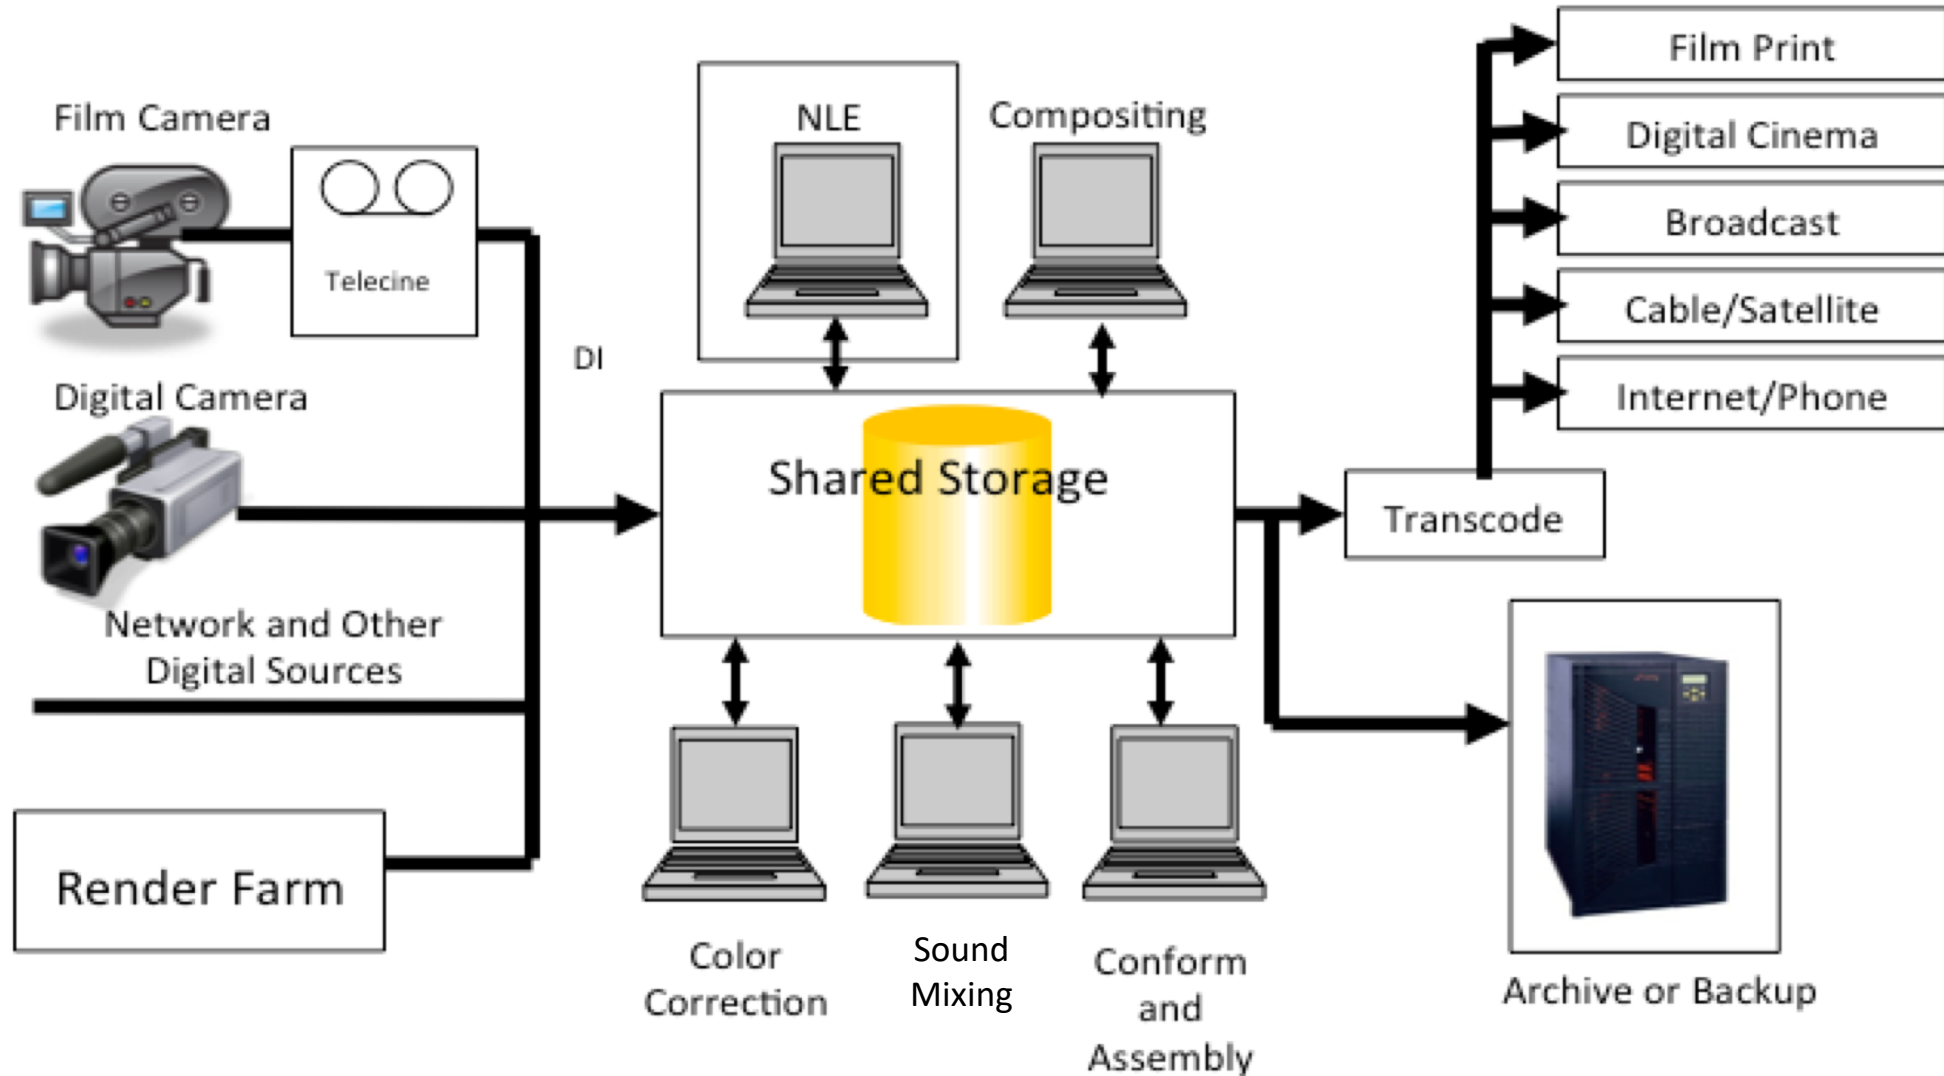 Film Camera
Telecine
DI
Digital Camera
Network and Other
Digital Sources
Render Farm
NLE
Compositing
Shared Storage
Color
Correction
Sound
Mixing
Conform
and
Assembly
Film Print
Digital Cinema
Broadcast
Cable/Satellite
Internet/Phone
Transcode
Archive or Backup